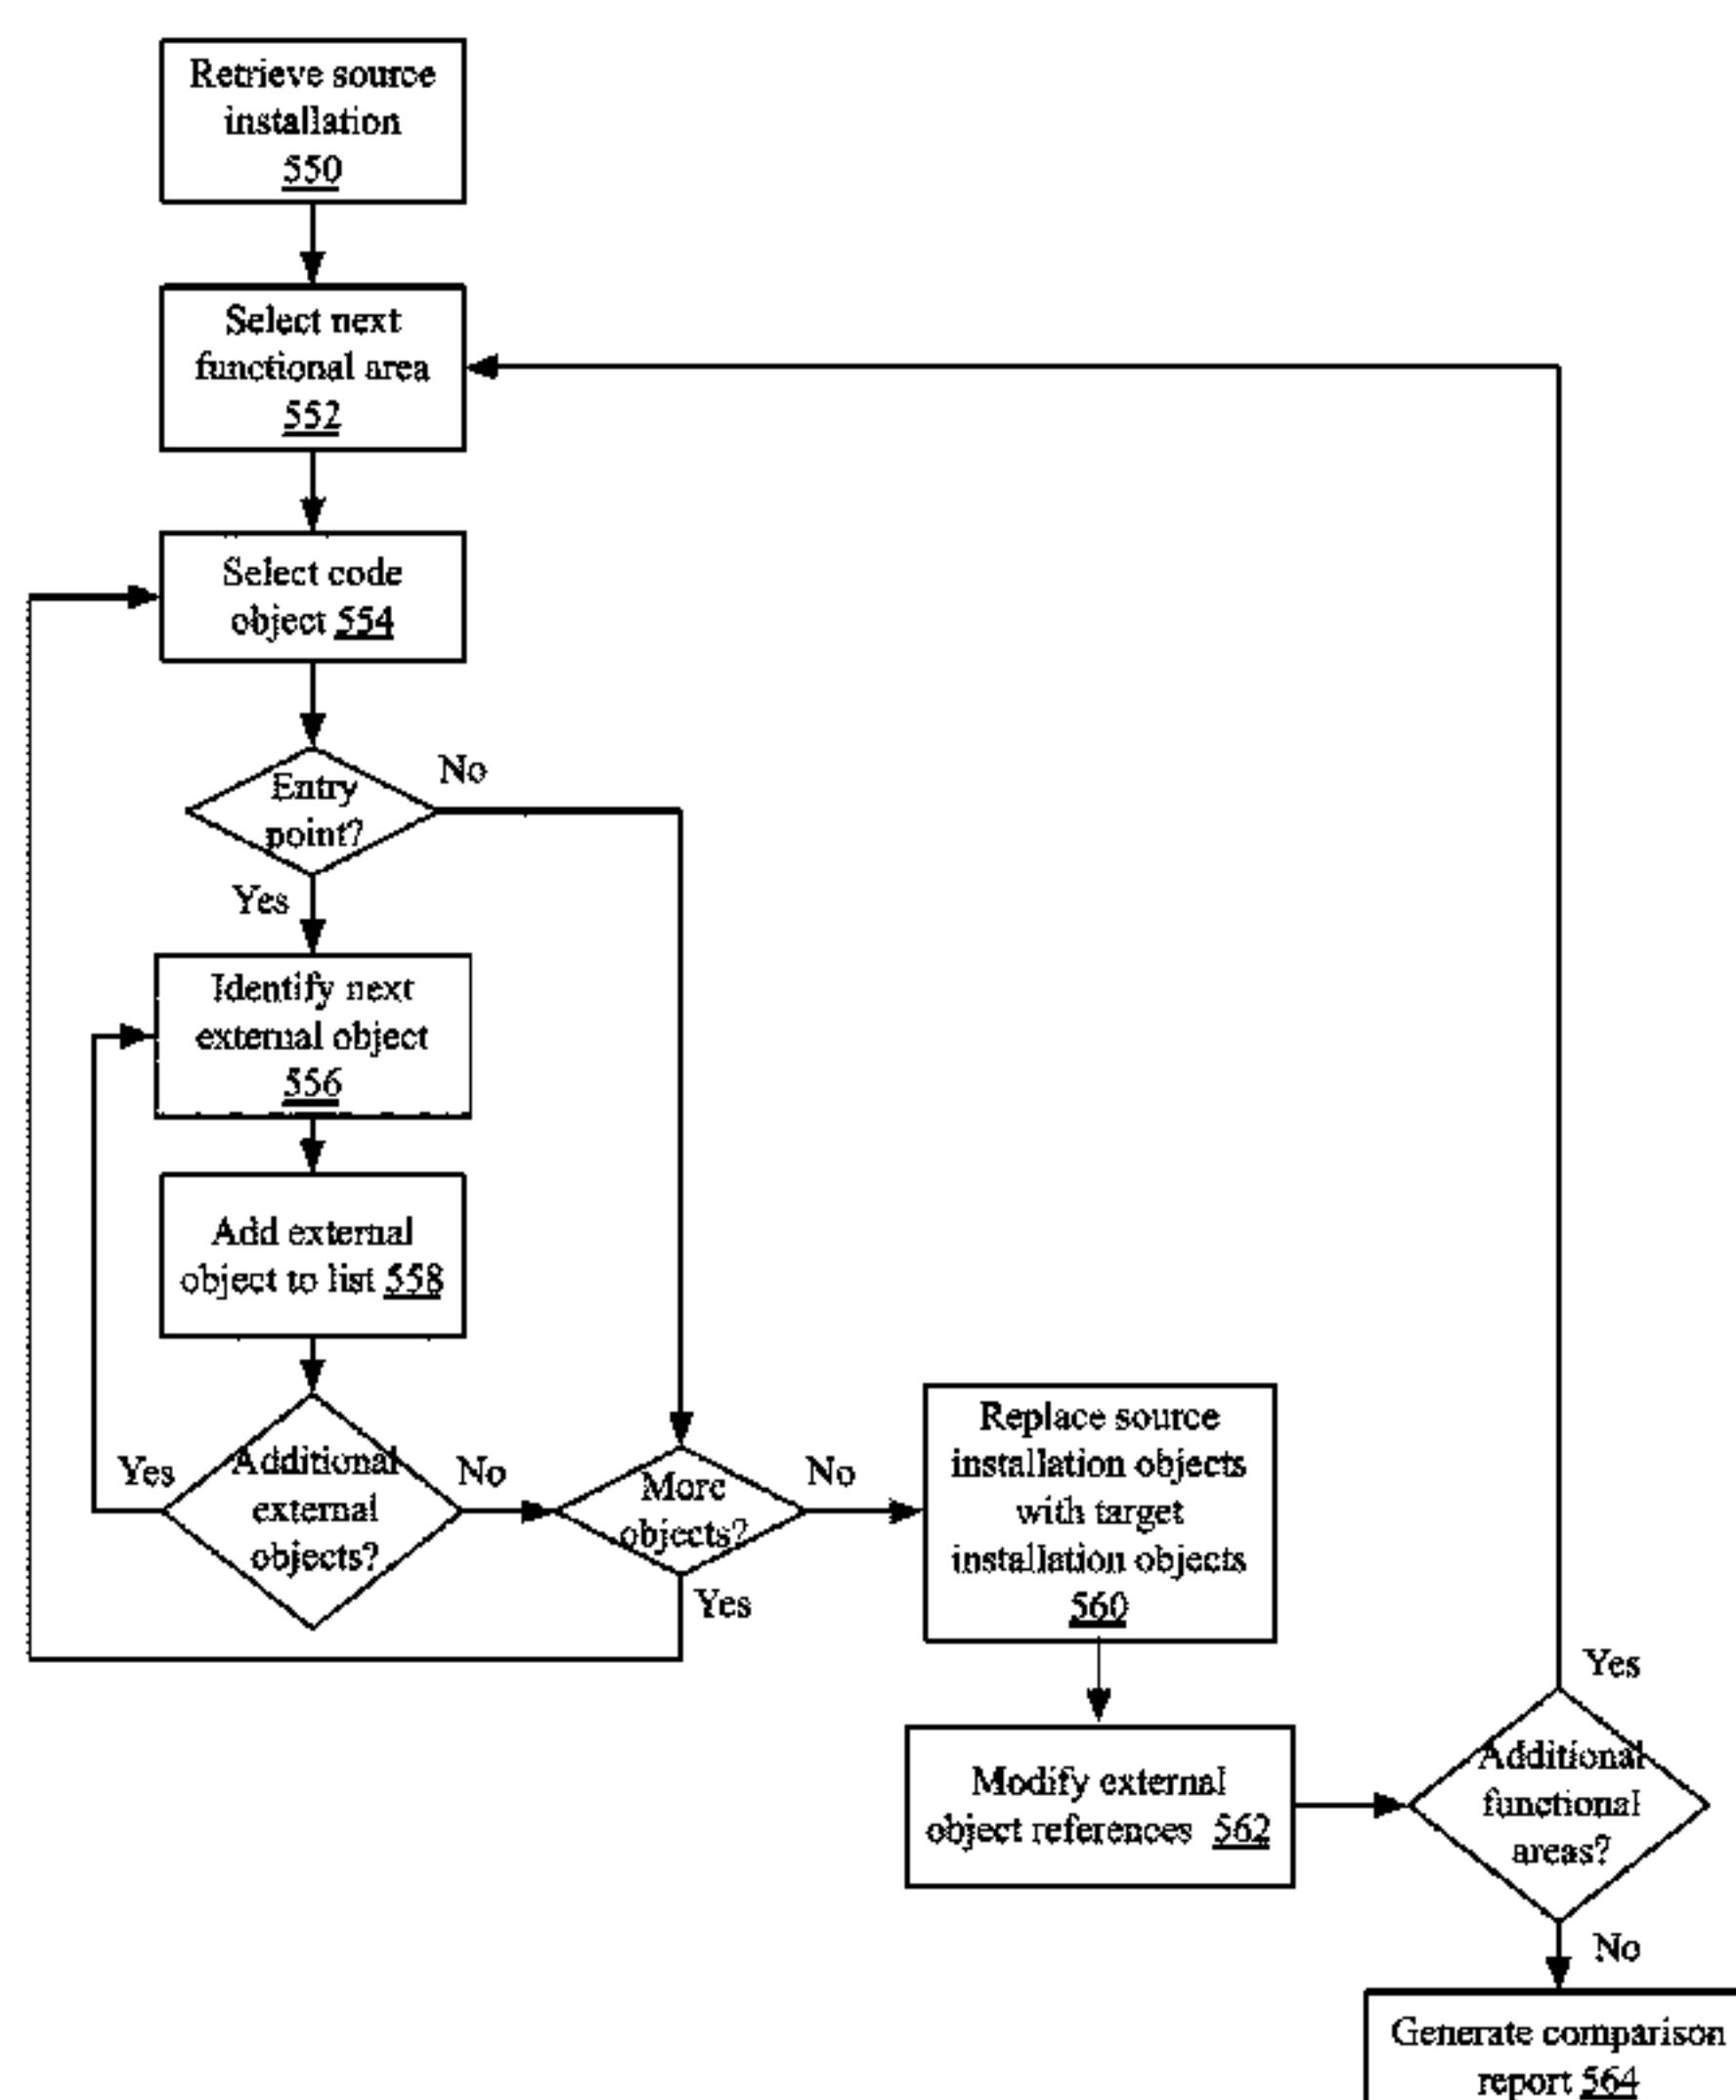 Retrieve source
installation
550
Select next
functional area
552
Select code
object 554
Entry
point?
No
Yes
Identify next
external object
556
Add external
object to list 558
Additional
external
objects?
Yes
No
More
objects?
No
Yes
Replace source
installation objects
with target
installation objects
560
Modify external
object references 562
Additional
functional
areas?
Yes
No
Generate comparison
report 564